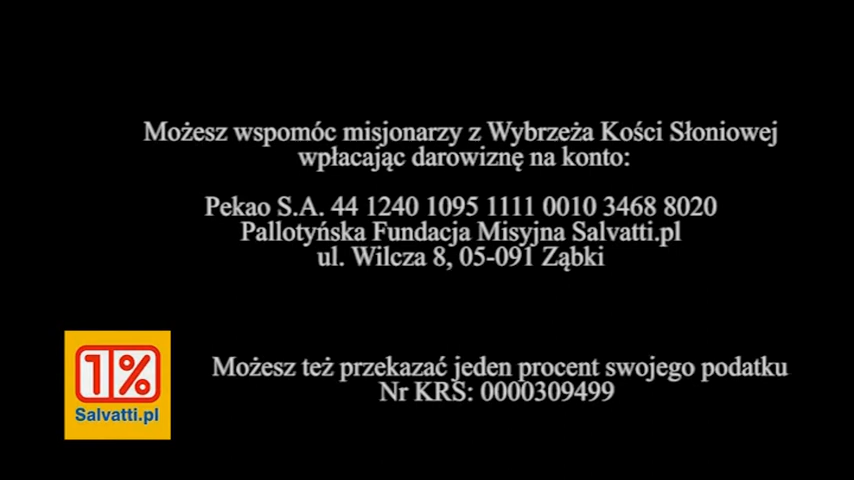 Możesz wspomóc misjonarzy z Wybrzeża Kości Słoniowej
wpłacając darowiznę na konto:
Pekao S.A. 44 1240 1095 1111 0010 3468 8020
Pallotyńska Fundacja Misyjna Salvatti.pl
ul. Wilcza 8, 05-091 Ząbki
1%
Salvatti.pl
Możesz też przekazać jeden procent swojego podatku
Nr KRS: 0000309499